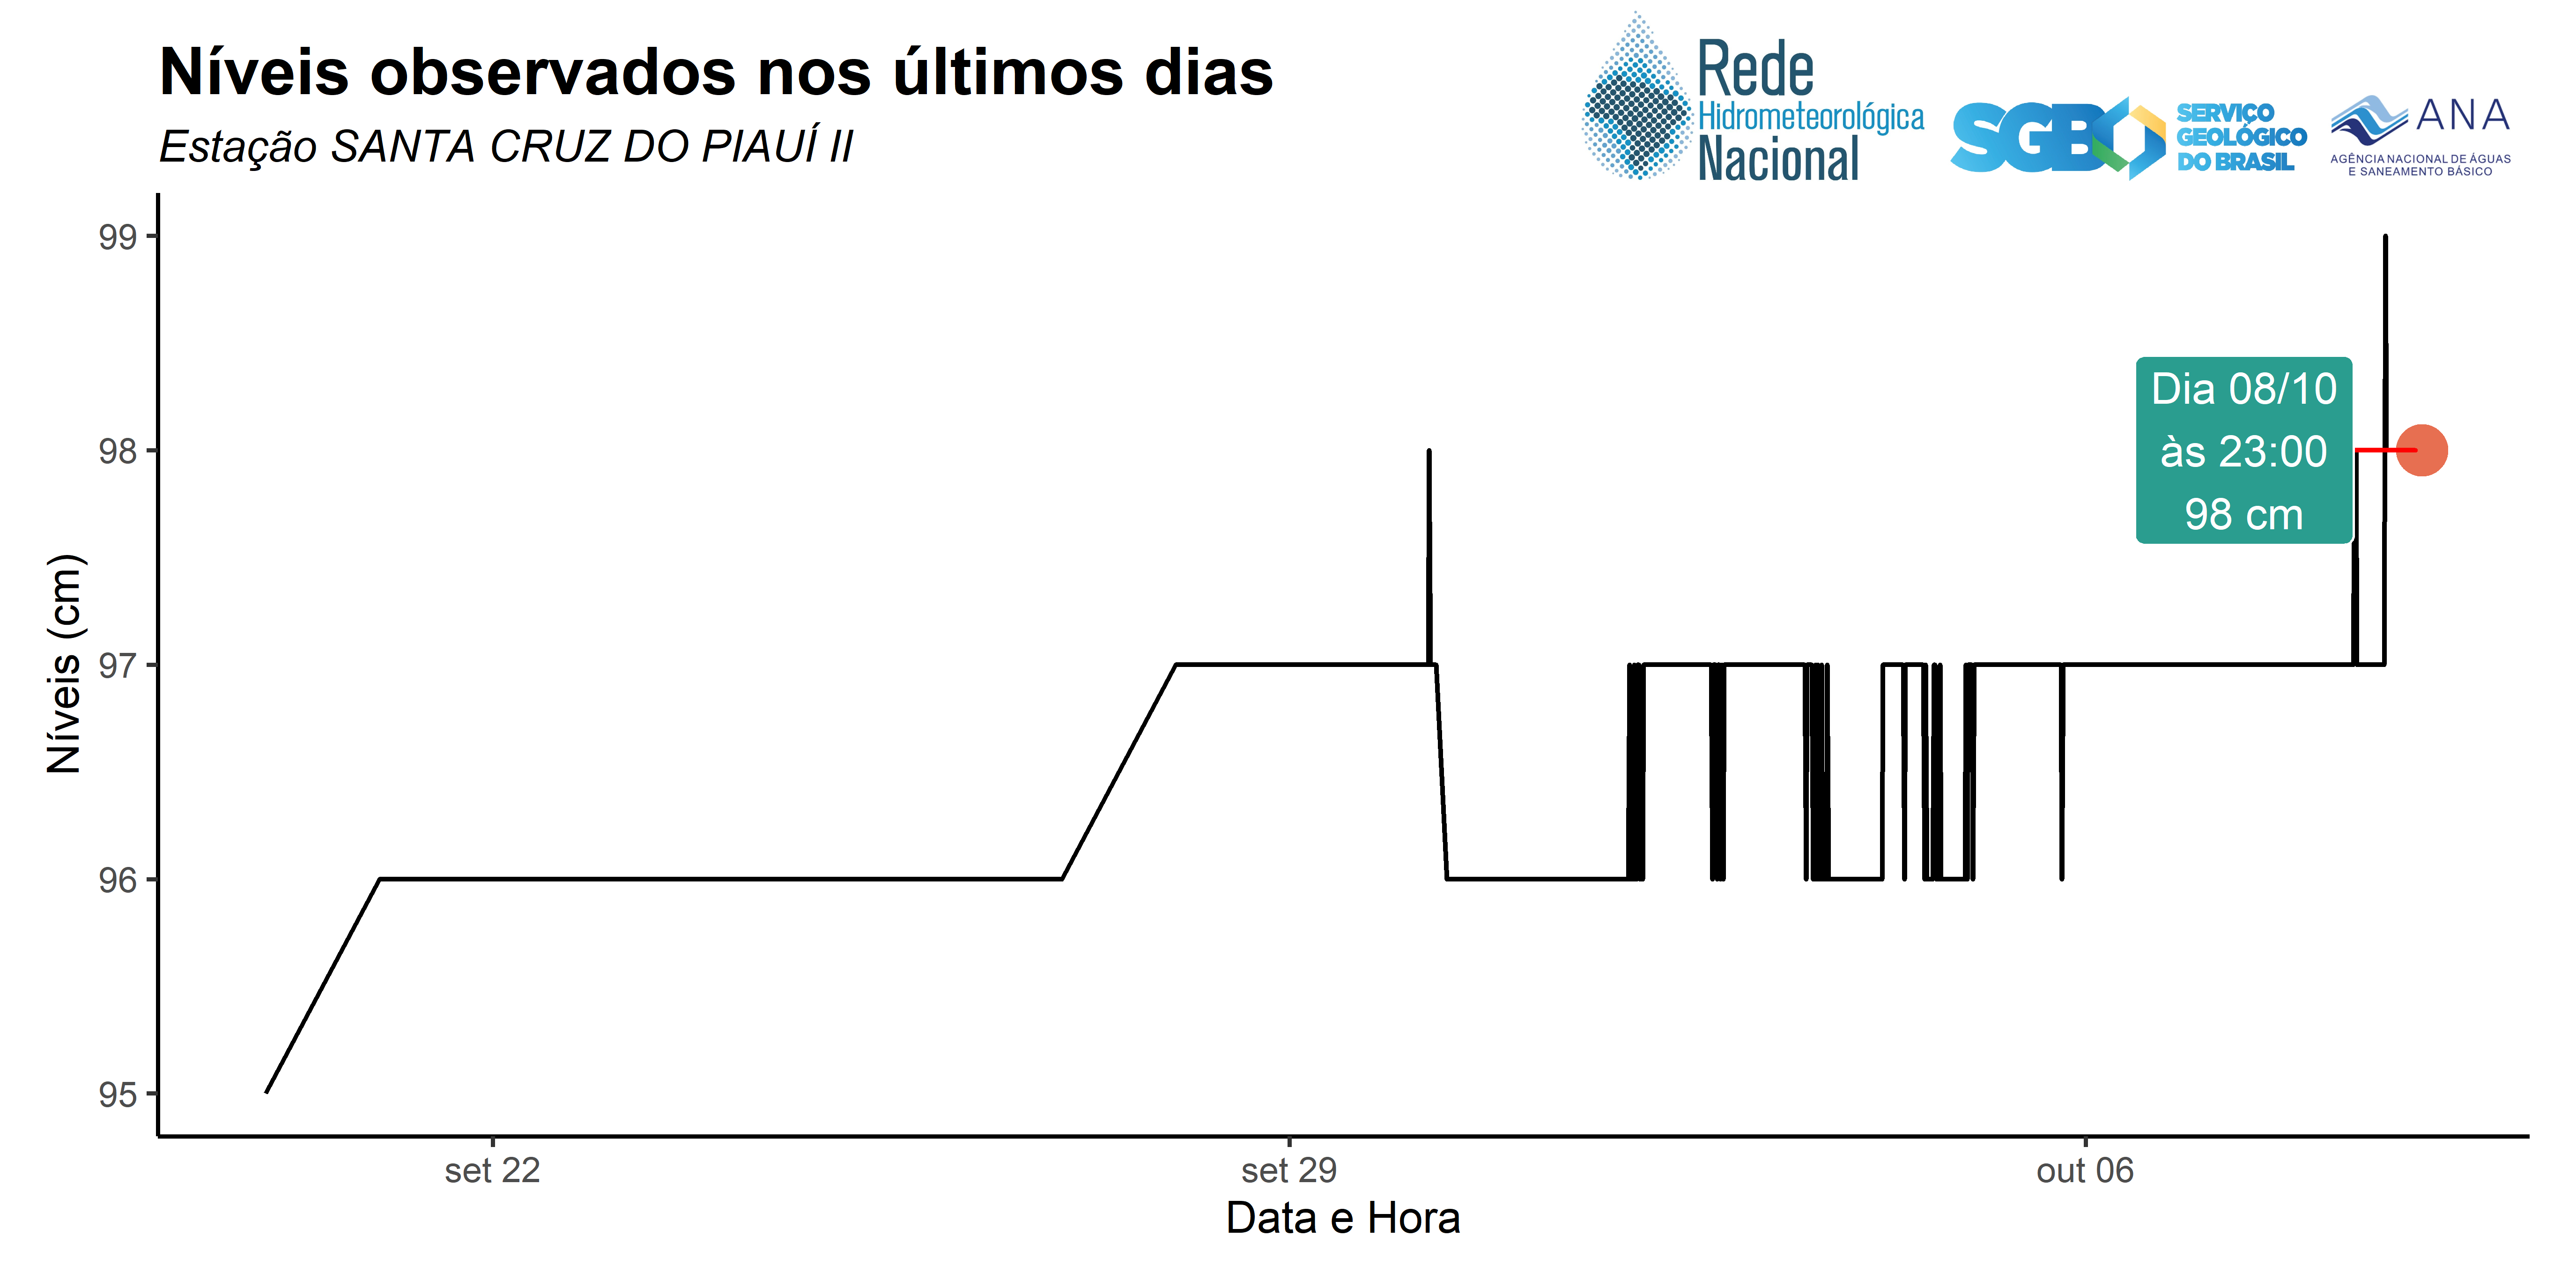 Níveis observados nos últimos dias
Estação SANTA CRUZ DO PIAUÍ II
Rede
Hidrometeorológica
Nacional
SGB
SERVIÇO
GEOLÓGICO
DO BRASIL
ANA
AGÊNCIA NACIONAL DE ÁGUAS
E SANEAMENTO BÁSICO
99
98
97
96
95
Níveis (cm)
Dia 08/10
às 23:00
98 cm
set 22
set 29
out 06
Data e Hora